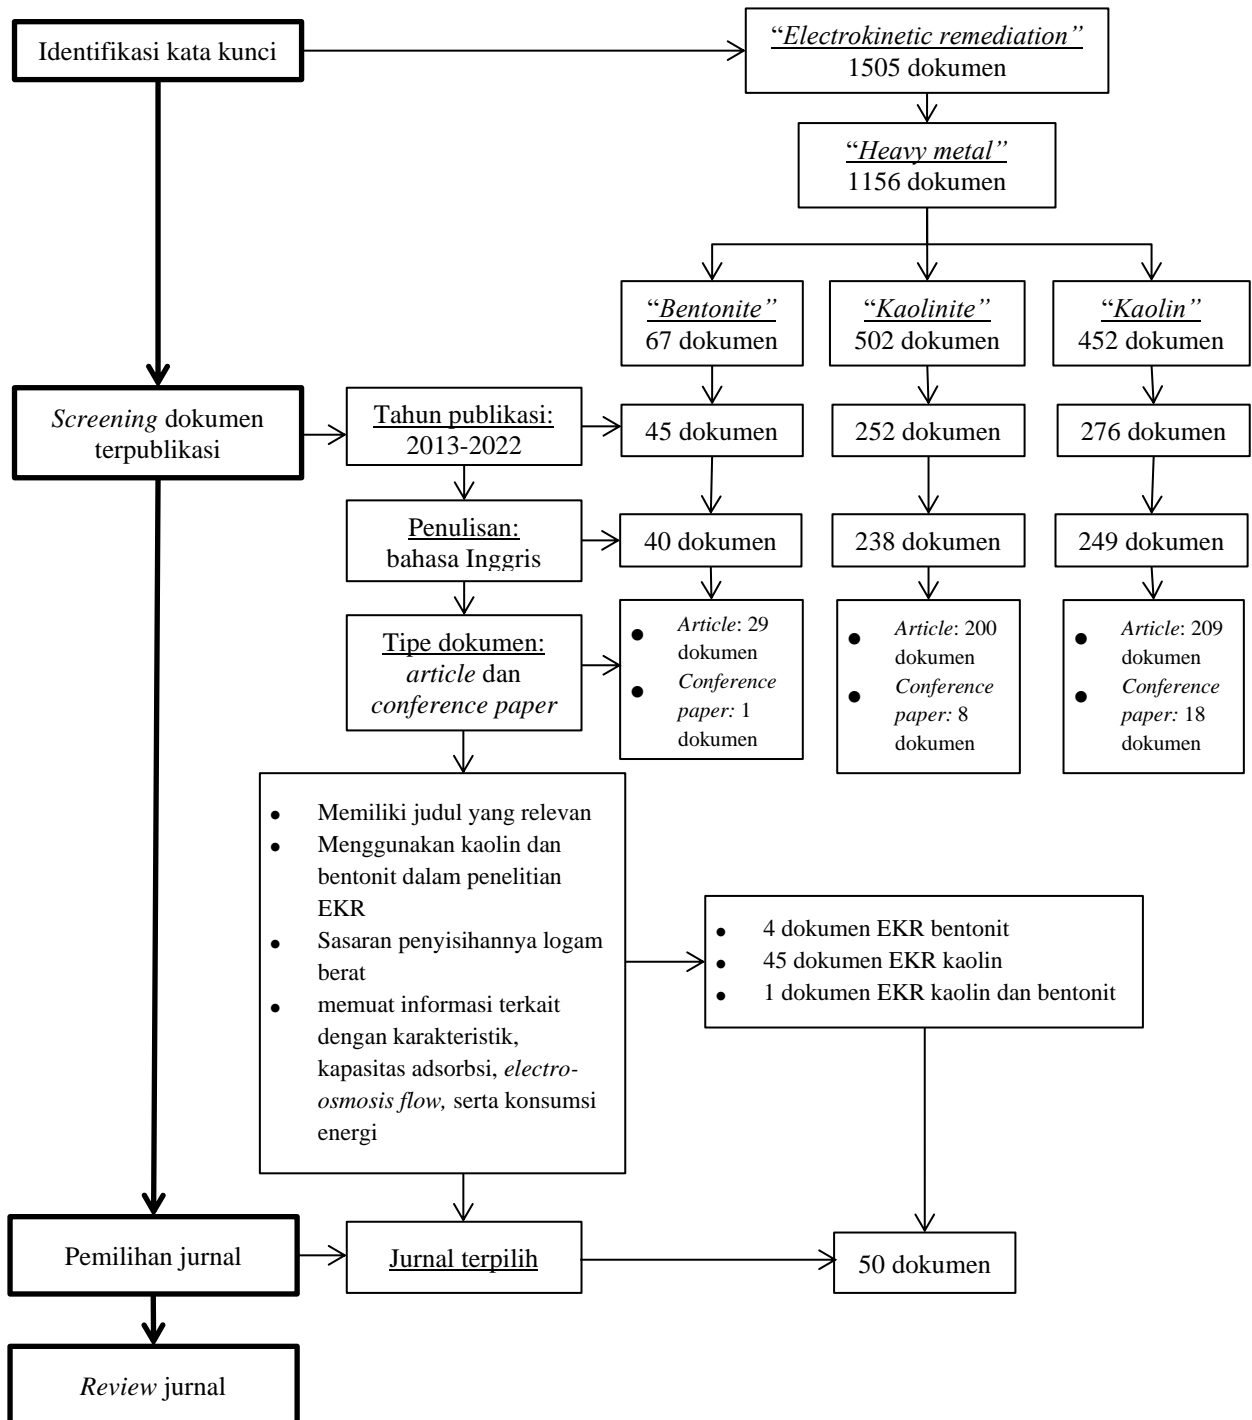 Identifikasi kata kunci
“Electrokinetic remediation”
1505 dokumen
“Heavy metal”
1156 dokumen
“Bentonite”
67 dokumen
“Kaolinite”
502 dokumen
“Kaolin”
452 dokumen
Screening dokumen
terpublikasi
Tahun publikasi:
2013-2022
45 dokumen
252 dokumen
276 dokumen
Penulisan:
bahasa Inggris
40 dokumen
238 dokumen
249 dokumen
Tipe dokumen:
article dan
conference paper
● Article: 29
dokumen
● Conference
paper: 1
dokumen
● Article: 200
dokumen
● Conference
paper: 8
dokumen
● Article: 209
dokumen
● Conference
paper: 18
dokumen
● Memiliki judul yang relevan
● Menggunakan kaolin dan
bentonit dalam penelitian
EKR
● Sasaran penyisihannya logam
berat
● memuat informasi terkait
dengan karakteristik,
kapasitas adsorbsi, electro-
osmosis flow, serta konsumsi
energi
● 4 dokumen EKR bentonit
● 45 dokumen EKR kaolin
● 1 dokumen EKR kaolin dan bentonit
Pemilihan jurnal
Jurnal terpilih
50 dokumen
Review jurnal